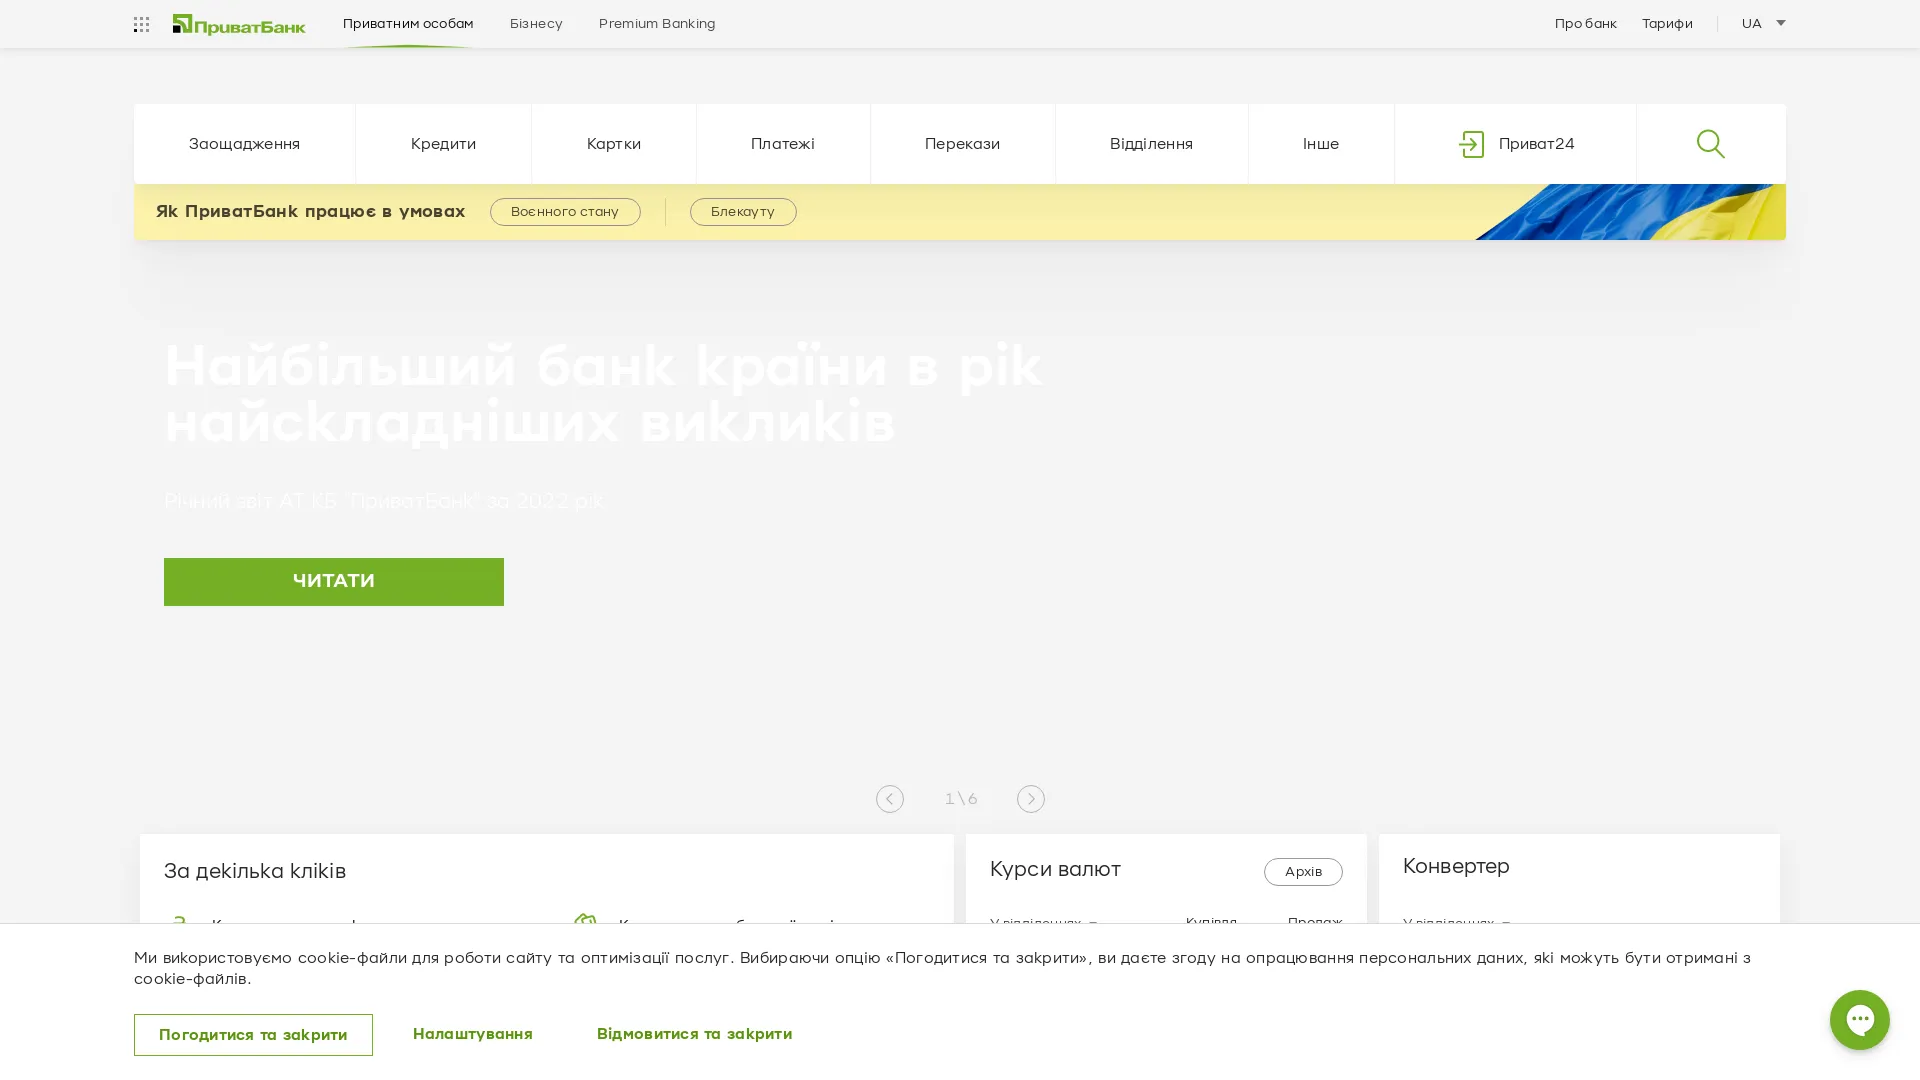 ПриватБанк
Приватним особам
Бізнесу
Premium Banking
Про банк
Тарифи
UA
Заощадження
Кредити
Картки
Платежі
Перекази
Відділення
Інше
Приват24
Як ПриватБанк працює в умовах
Воєнного стану
Блекауту
Найбільший банк країни в рік
найскладніших викликів
Річний звіт АТ КБ "ПриватБанк" за 2022 рік
ЧИТАТИ
1 \ 6
За декілька кліків
Курси валют
Архів
Конвертер
У відділеннях
Купівля
Продаж
У відділеннях
Ми використовуємо cookie-файли для роботи сайту та оптимізації послуг. Вибираючи опцію «Погодитися та закрити», ви даєте згоду на опрацювання персональних даних, які можуть бути отримані з
cookie-файлів.
Погодитися та закрити
Налаштування
Відмовитися та закрити